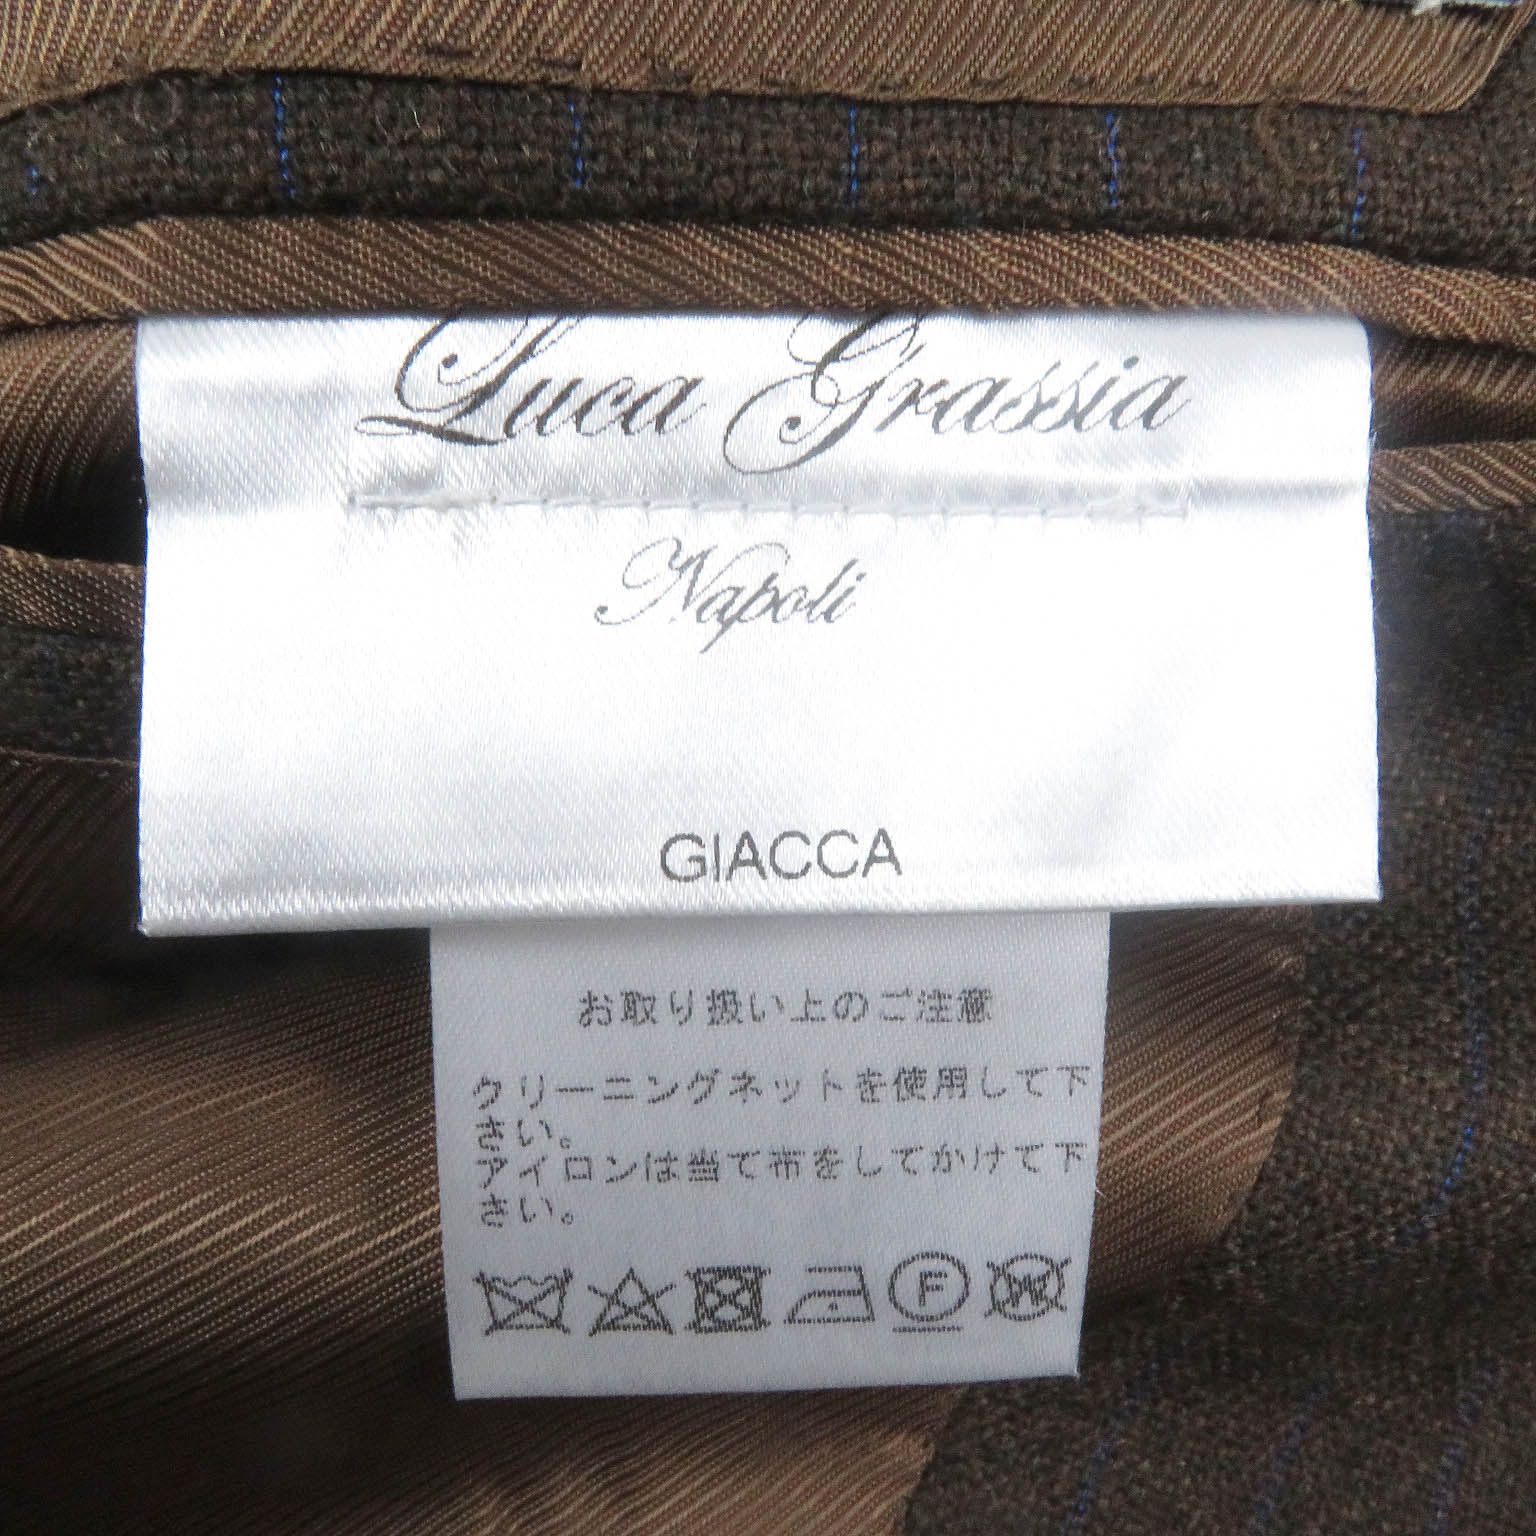 Luca Grassia
Napoli
GIACCA
お取り扱い上のご注意
クリーニングネットを使用して下
さい。
アイロンは当て布をしてかけて下
さい。
F W